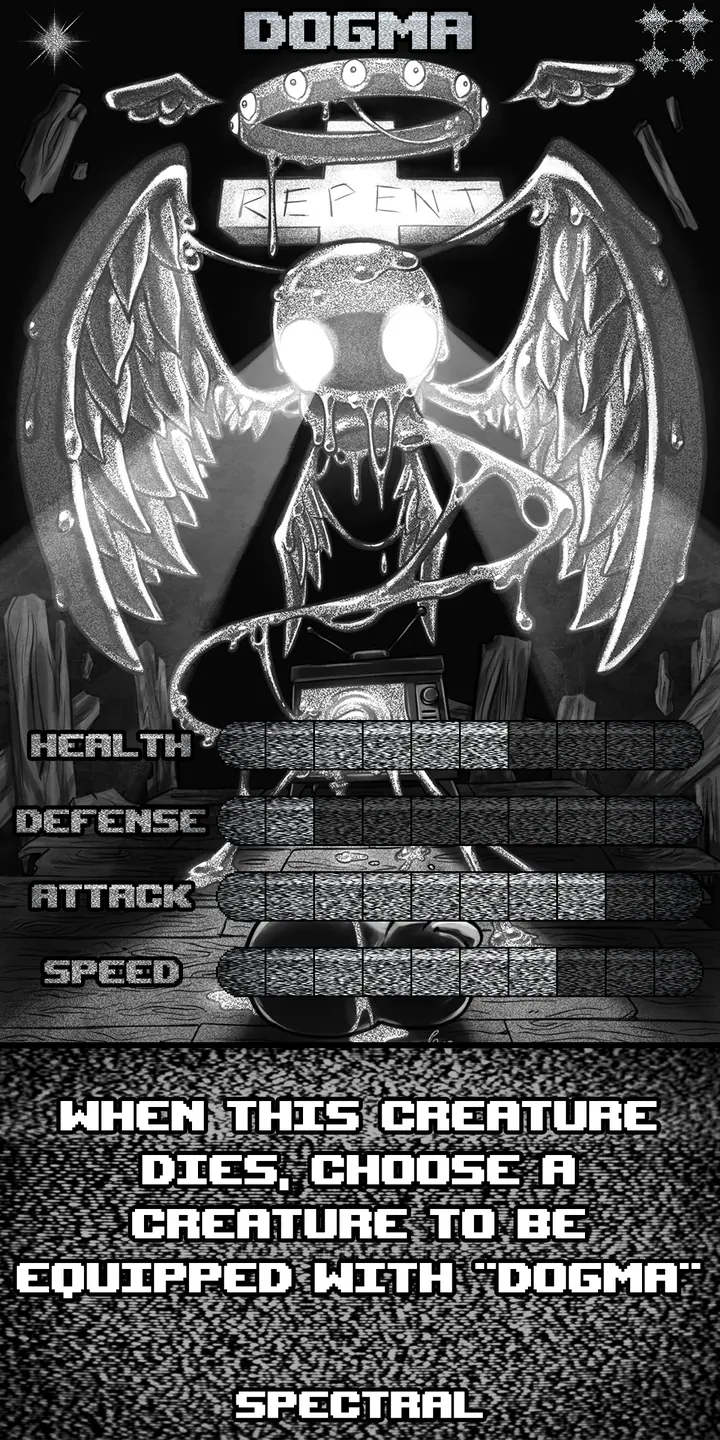 DOGMA
REPENT
HEALTH
DEFENSE
ATTACK
SPEED
WHEN THIS CREATURE
DIES, CHOOSE A
CREATURE TO BE
EQUIPPED WITH "DOGMA"
SPECTRAL